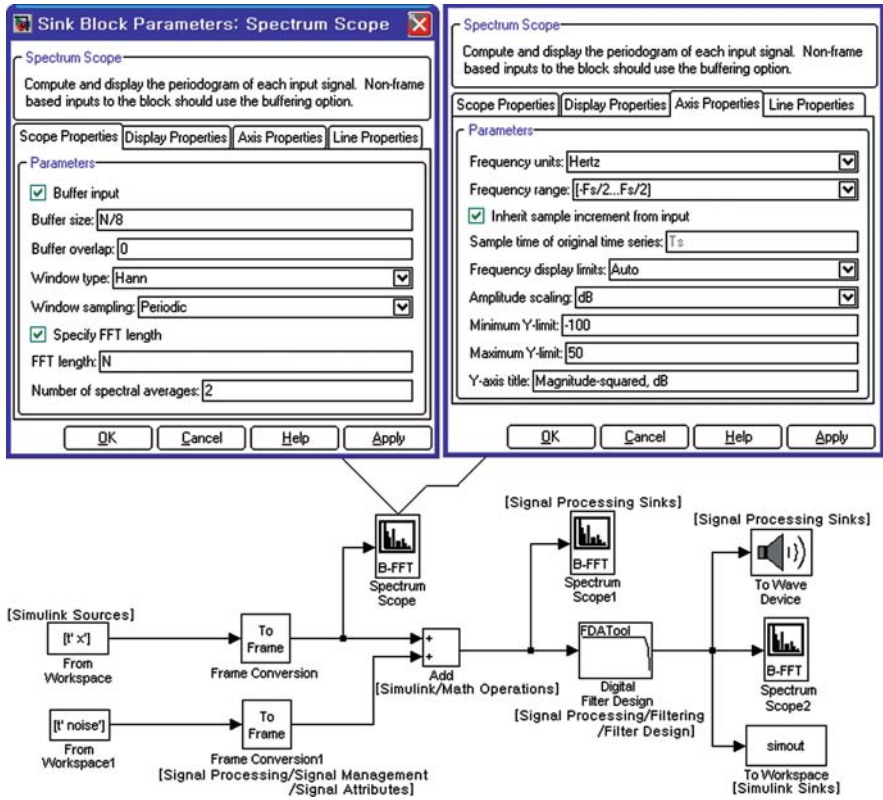 Sink Block Parameters: Spectrum Scope
Spectrum Scope
Compute and display the periodogram of each input signal. Non-frame
based inputs to the block should use the buffering option.
Scope Properties Display Properties Axis Properties Line Properties
Parameters
Buffer input
Buffer size: N/8
Buffer overlap: 0
Window type: Hann
Window sampling: Periodic
Specify FFT length
FFT length: N
Number of spectral averages: 2
OK Cancel Help Apply
Spectrum Scope
Compute and display the periodogram of each input signal. Non-frame
based inputs to the block should use the buffering option.
Scope Properties Display Properties Axis Properties Line Properties
Parameters
Frequency units: Hertz
Frequency range: [-Fs/2...Fs/2]
Inherit sample increment from input
Sample time of original time series: Ts
Frequency display limits: Auto
Amplitude scaling: dB
Minimum Y-limit: -100
Maximum Y-limit: 50
Y-axis title: Magnitude-squared, dB
OK Cancel Help Apply
B-FFT
Spectrum
Scope
[Signal Processing Sinks]
B-FFT
Spectrum
Scope1
[Signal Processing Sinks]
To Wave
Device
[Simulink Sources]
[t' x']
From
Workspace
To
Frame
Frame Conversion
+
+
Add
[Simulink/Math Operations]
FDATool
Digital
Filter Design
[Signal Processing/Filtering
/Filter Design]
B-FFT
Spectrum
Scope2
[t' noise']
From
Workspace1
To
Frame
Frame Conversion1
[Signal Processing/Signal Management
/Signal Attributes]
simout
To Workspace
[Simulink Sinks]